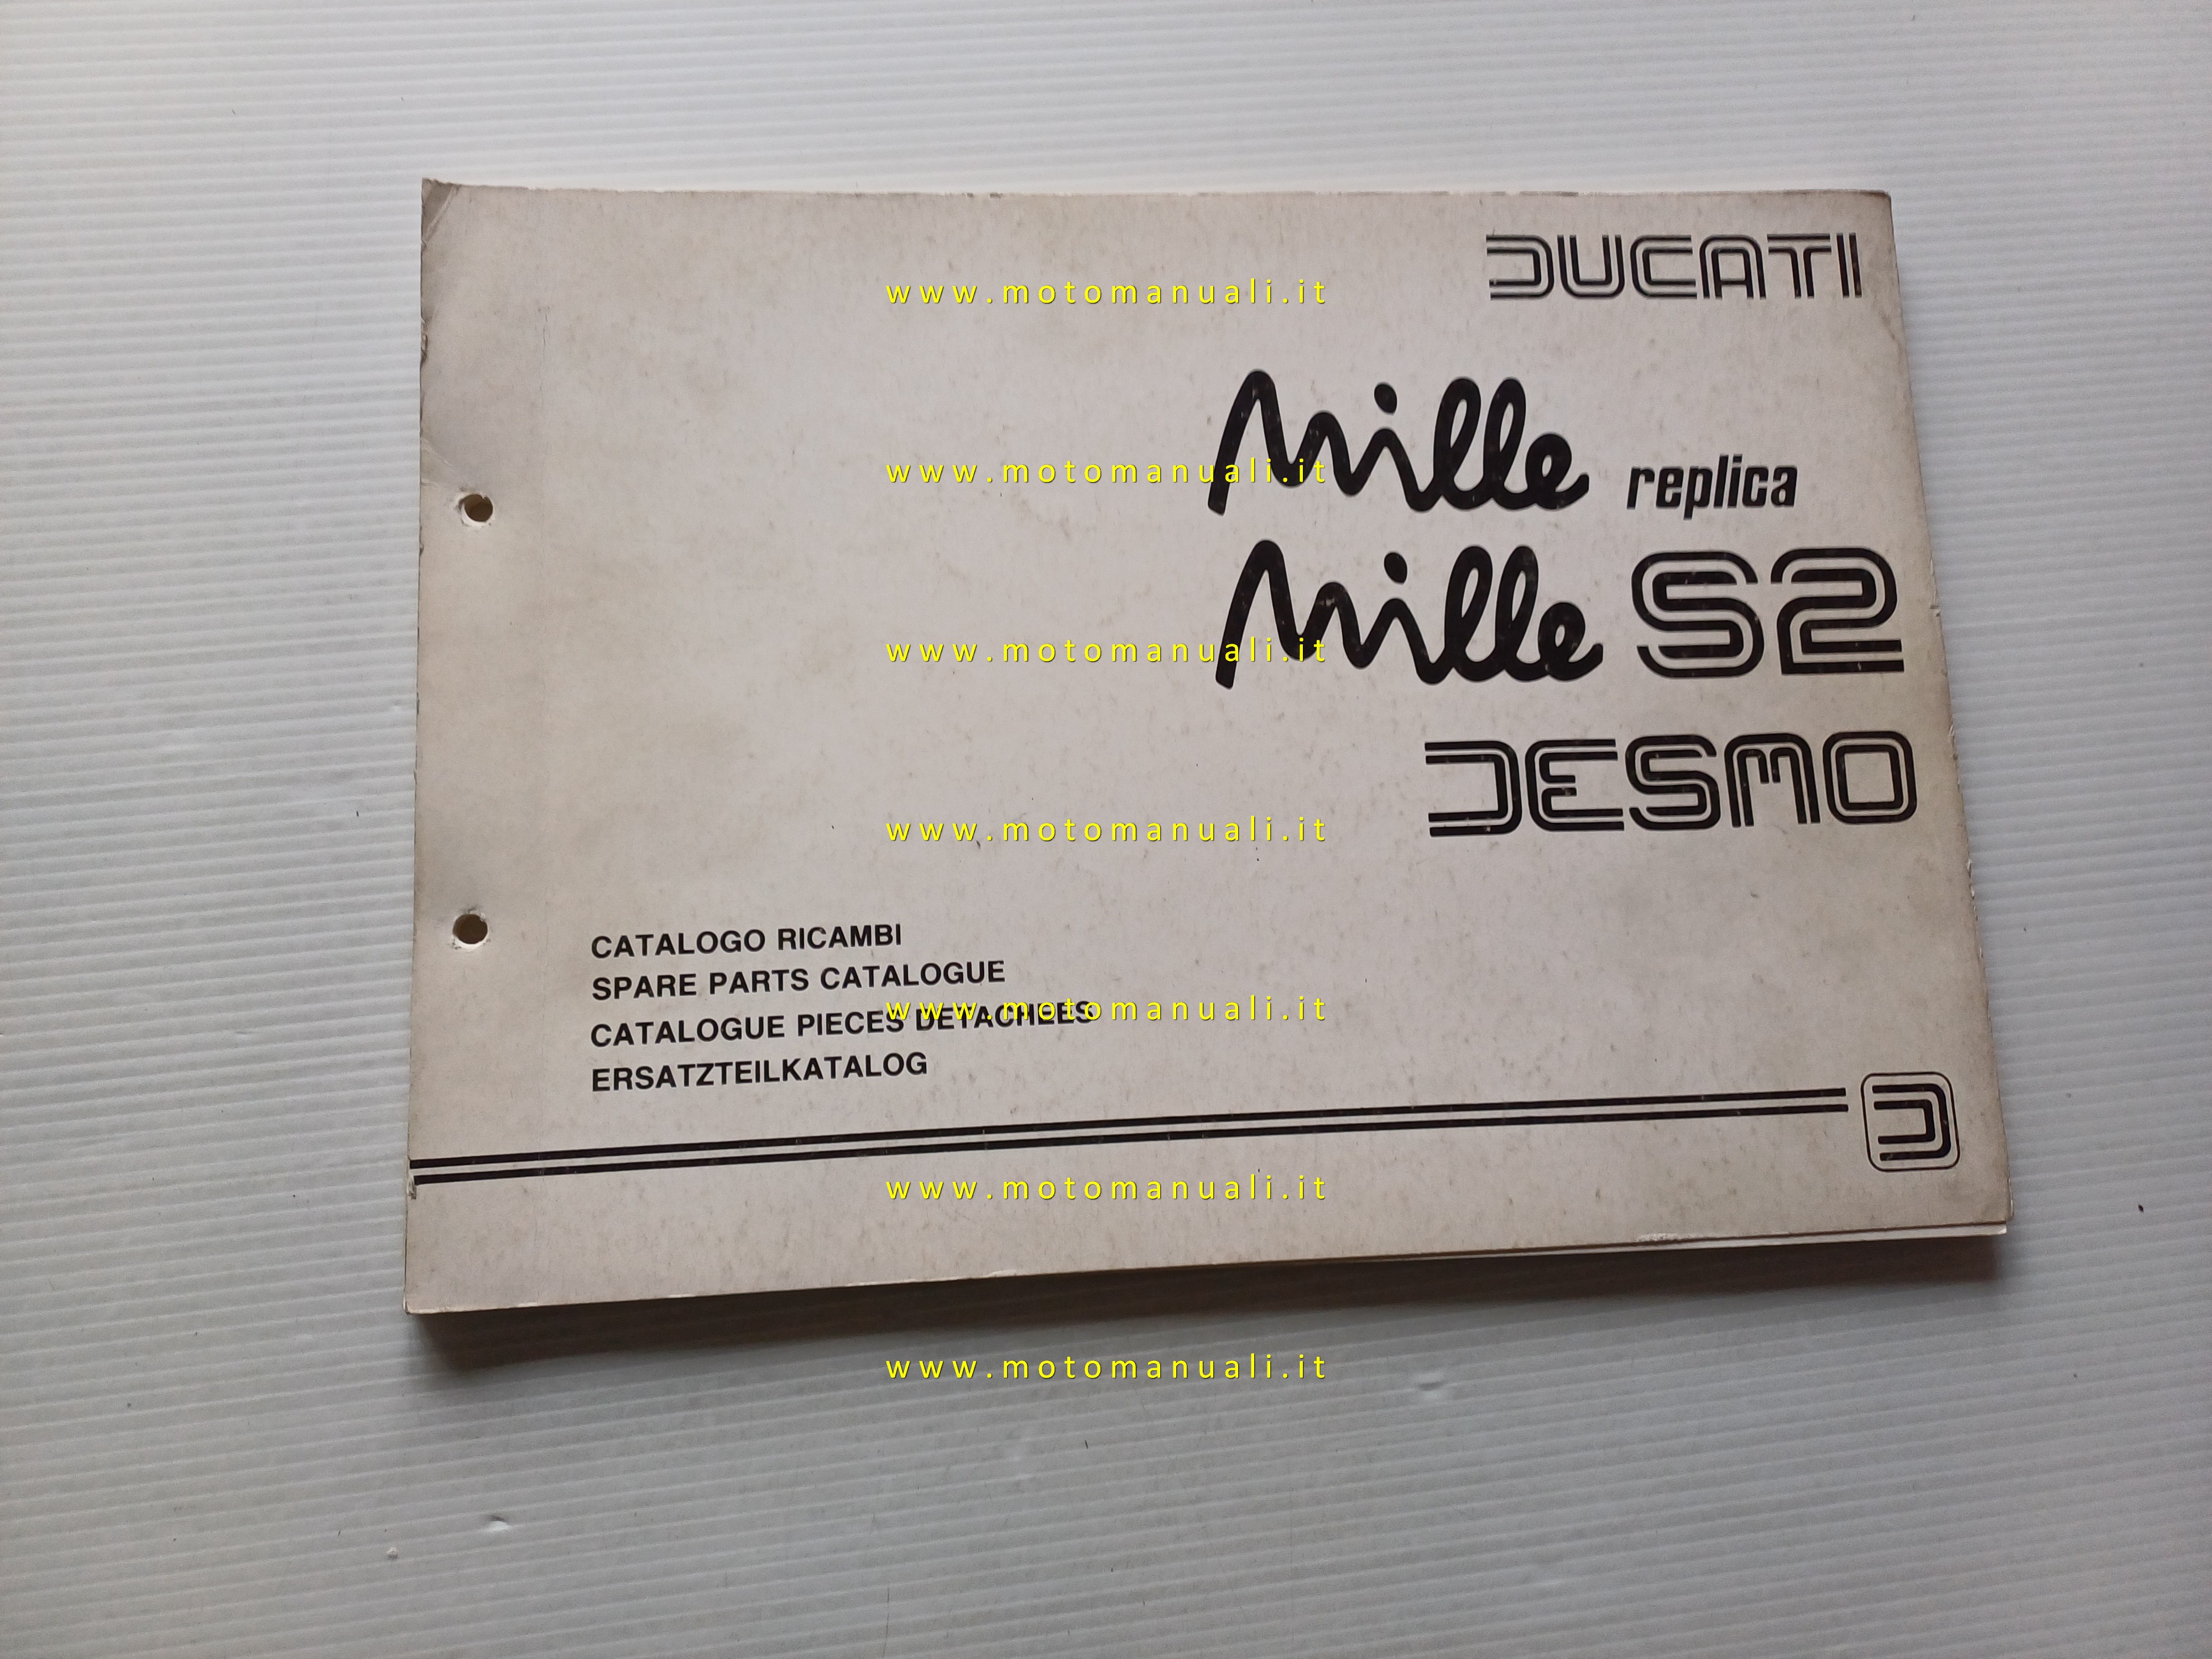 DUCATI
www.motomanuali.it
Mille replica
www.motomanuali.it
Mille S2
www.motomanuali.it
DESMO
www.motomanuali.it
CATALOGO RICAMBI
SPARE PARTS CATALOGUE
CATALOGUE PIECES DETACHEES
www.motomanuali.it
ERSATZTEILKATALOG
D
www.motomanuali.it
www.motomanuali.it